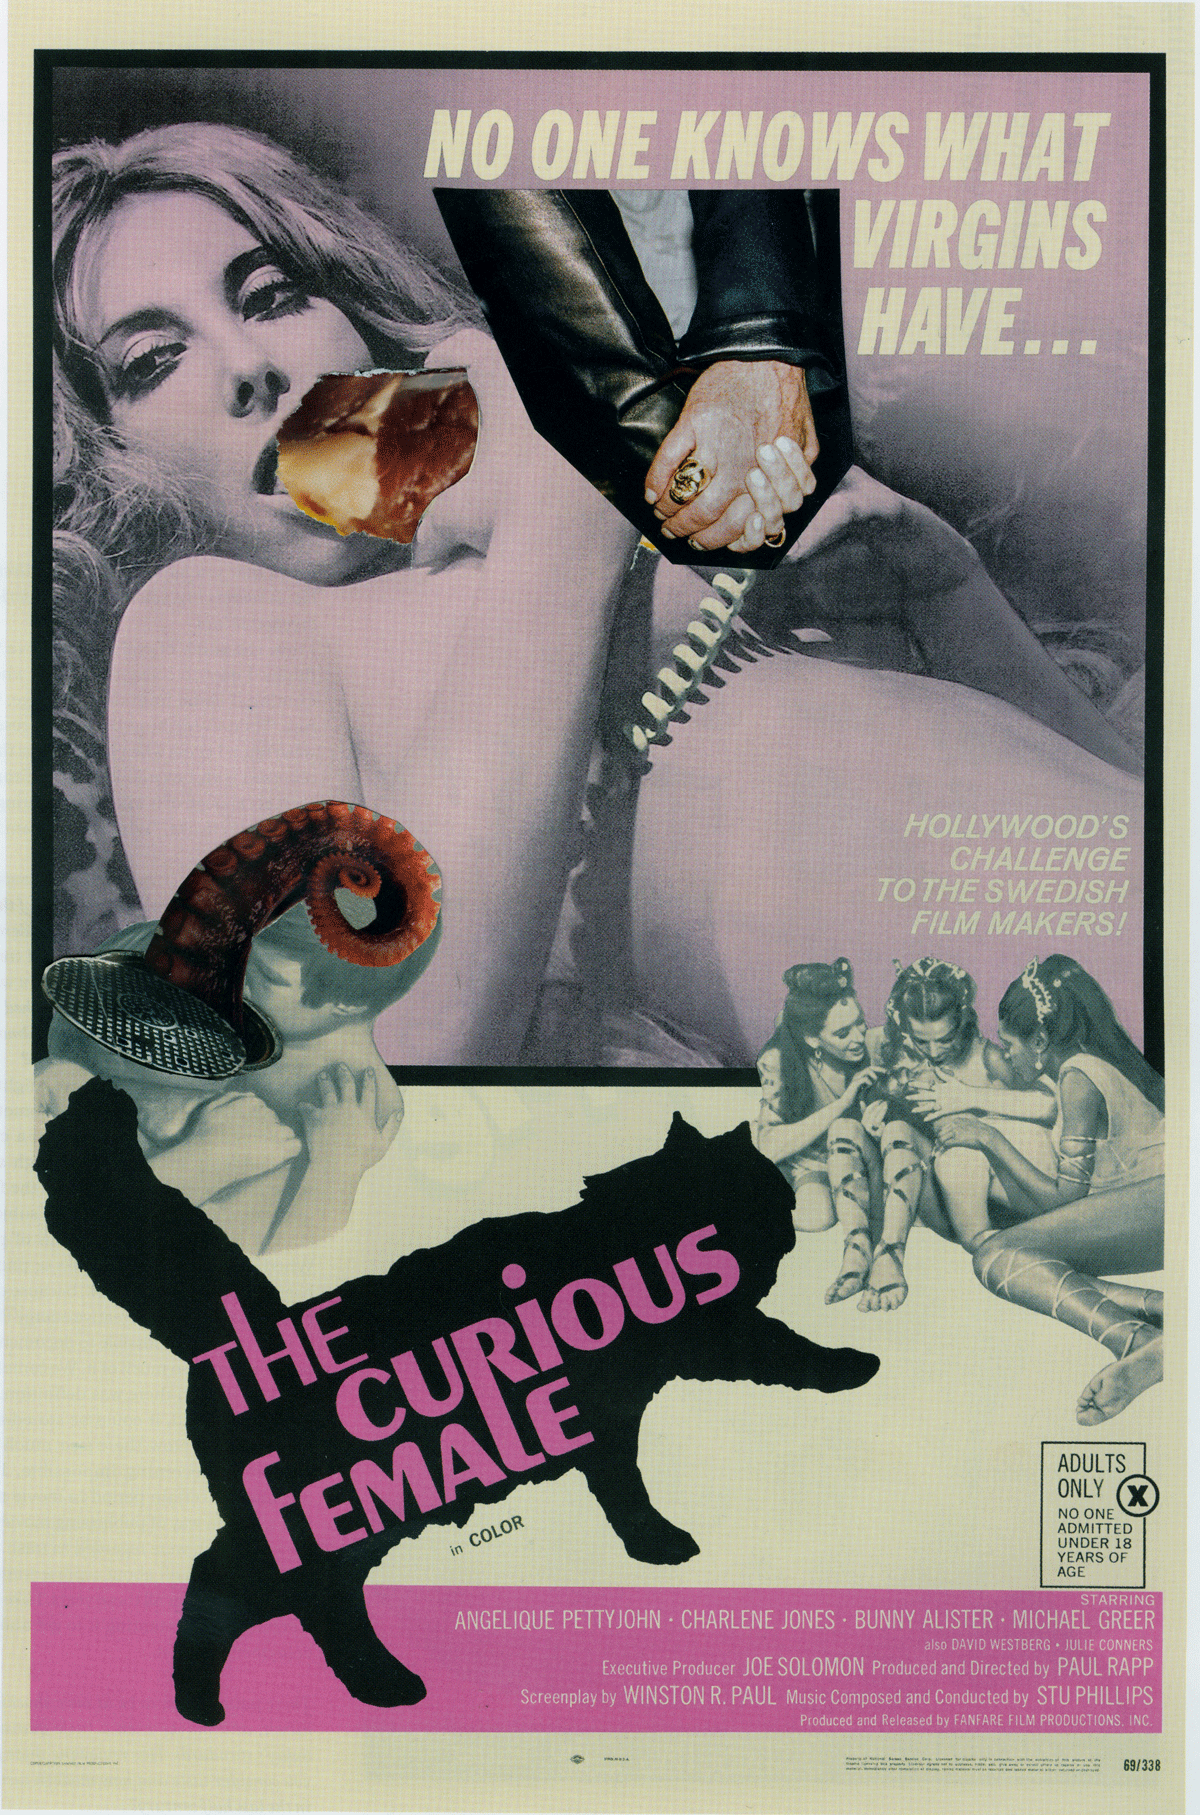 NO ONE KNOWS WHAT
VIRGINS
HAVE...
HOLLYWOOD'S
CHALLENGE
TO THE SWEDISH
FILM MAKERS!
THE
CURIOUS
FEMALE
in COLOR
ADULTS
ONLY
X
NO ONE
ADMITTED
UNDER 18
YEARS OF
AGE
STARRING
ANGELIQUE PETTYJOHN · CHARLENE JONES · BUNNY ALISTER · MICHAEL GREER
also DAVID WESTBERG · JULIE CONNERS
Executive Producer JOE SOLOMON Produced and Directed by PAUL RAPP
Screenplay by WINSTON R. PAUL Music Composed and Conducted by STU PHILLIPS
Produced and Released by FANFARE FILM PRODUCTIONS, INC.
69/338